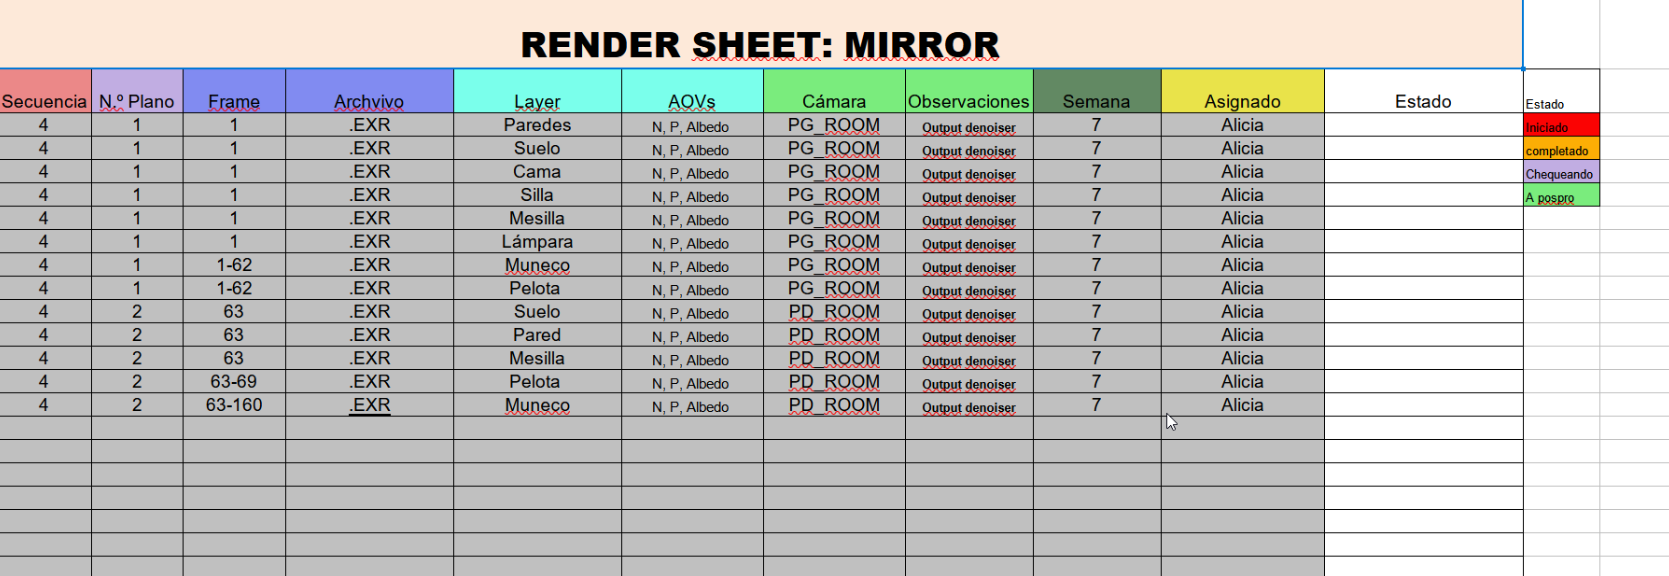 RENDER SHEET: MIRROR
Secuencia N.º Plano Frame Archvivo Layer AOVs Cámara Observaciones Semana Asignado Estado Estado
4 1 1 .EXR Paredes N, P, Albedo PG_ROOM Output denoiser 7 Alicia Iniciado
4 1 1 .EXR Suelo N, P, Albedo PG_ROOM Output denoiser 7 Alicia completado
4 1 1 .EXR Cama N, P, Albedo PG_ROOM Output denoiser 7 Alicia Chequeando
4 1 1 .EXR Silla N, P, Albedo PG_ROOM Output denoiser 7 Alicia A pospro
4 1 1 .EXR Mesilla N, P, Albedo PG_ROOM Output denoiser 7 Alicia
4 1 1 .EXR Lámpara N, P, Albedo PG_ROOM Output denoiser 7 Alicia
4 1 1-62 .EXR Muneco N, P, Albedo PG_ROOM Output denoiser 7 Alicia
4 1 1-62 .EXR Pelota N, P, Albedo PG_ROOM Output denoiser 7 Alicia
4 2 63 .EXR Suelo N, P, Albedo PD_ROOM Output denoiser 7 Alicia
4 2 63 .EXR Pared N, P, Albedo PD_ROOM Output denoiser 7 Alicia
4 2 63 .EXR Mesilla N, P, Albedo PD_ROOM Output denoiser 7 Alicia
4 2 63-69 .EXR Pelota N, P, Albedo PD_ROOM Output denoiser 7 Alicia
4 2 63-160 .EXR Muneco N, P, Albedo PD_ROOM Output denoiser 7 Alicia